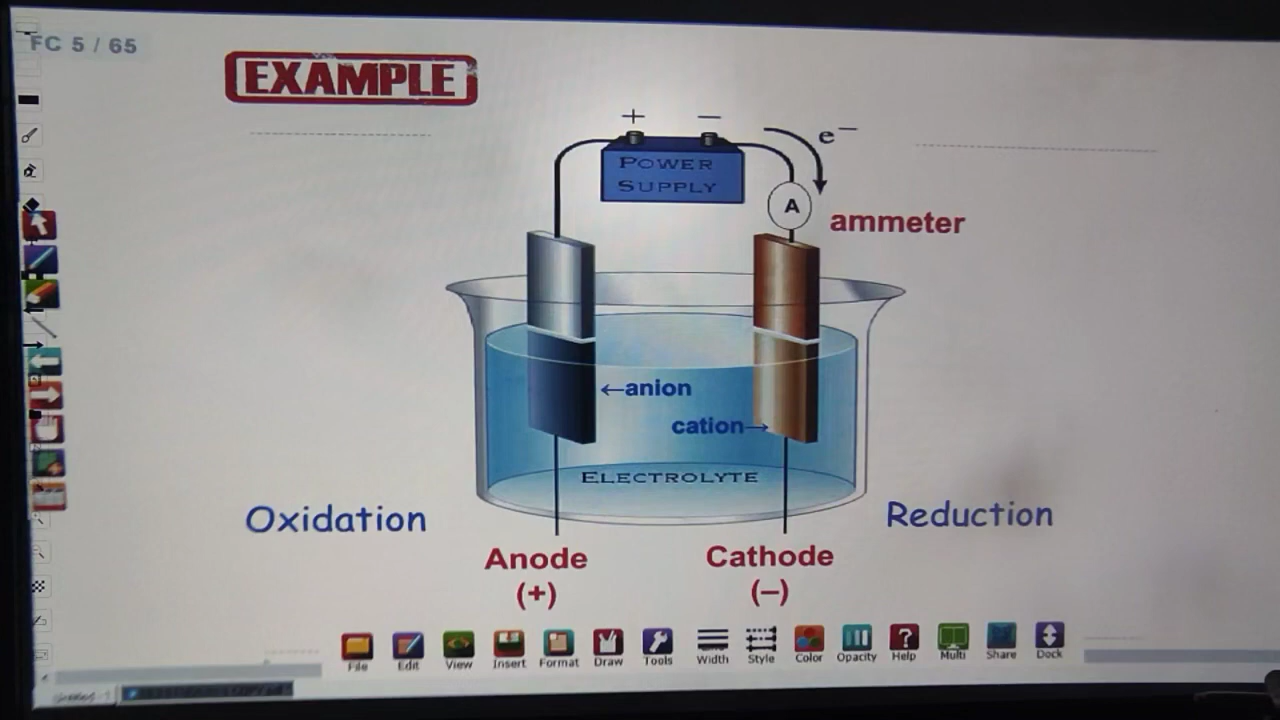 FC 5 / 65
EXAMPLE
+ −
e−
POWER
SUPPLY
A
ammeter
←anion
cation→
ELECTROLYTE
Oxidation
Reduction
Anode
Cathode
(+)
(−)
File Edit View Insert Format Draw Tools Width Style Color Opacity Help Multi Share Dock